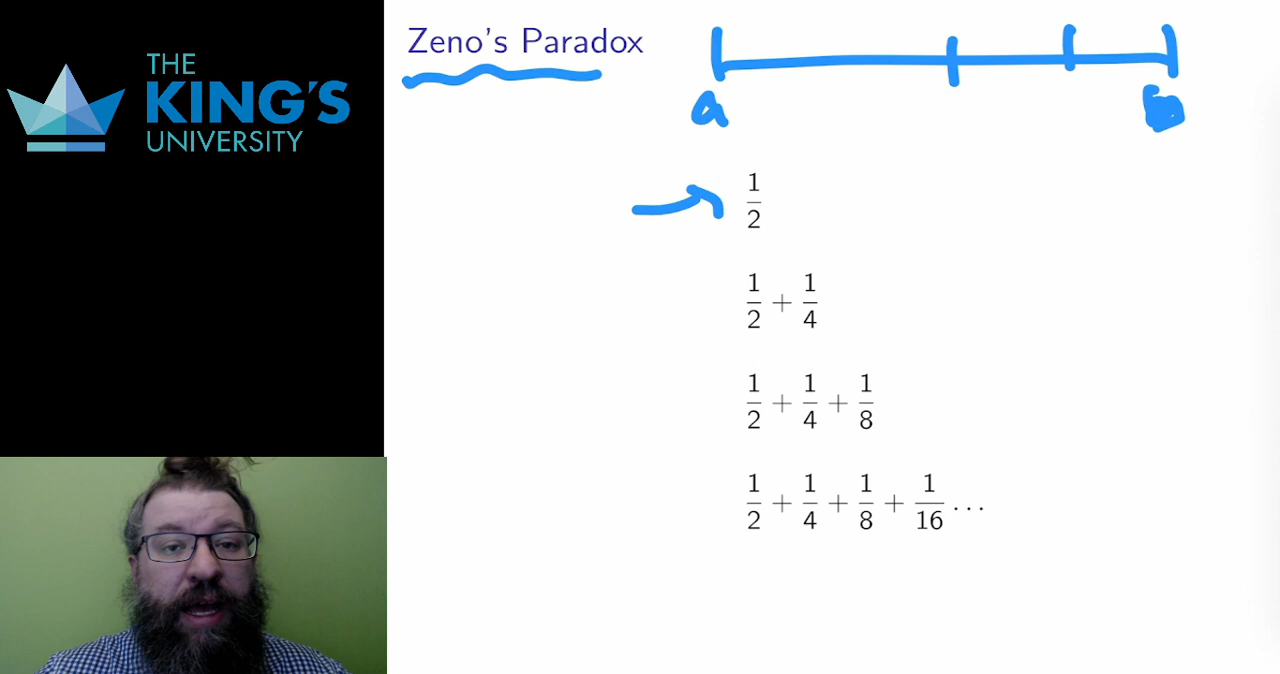 THE
KING'S
UNIVERSITY
Zeno's Paradox
a
b
1/2
1/2 + 1/4
1/2 + 1/4 + 1/8
1/2 + 1/4 + 1/8 + 1/16 ...